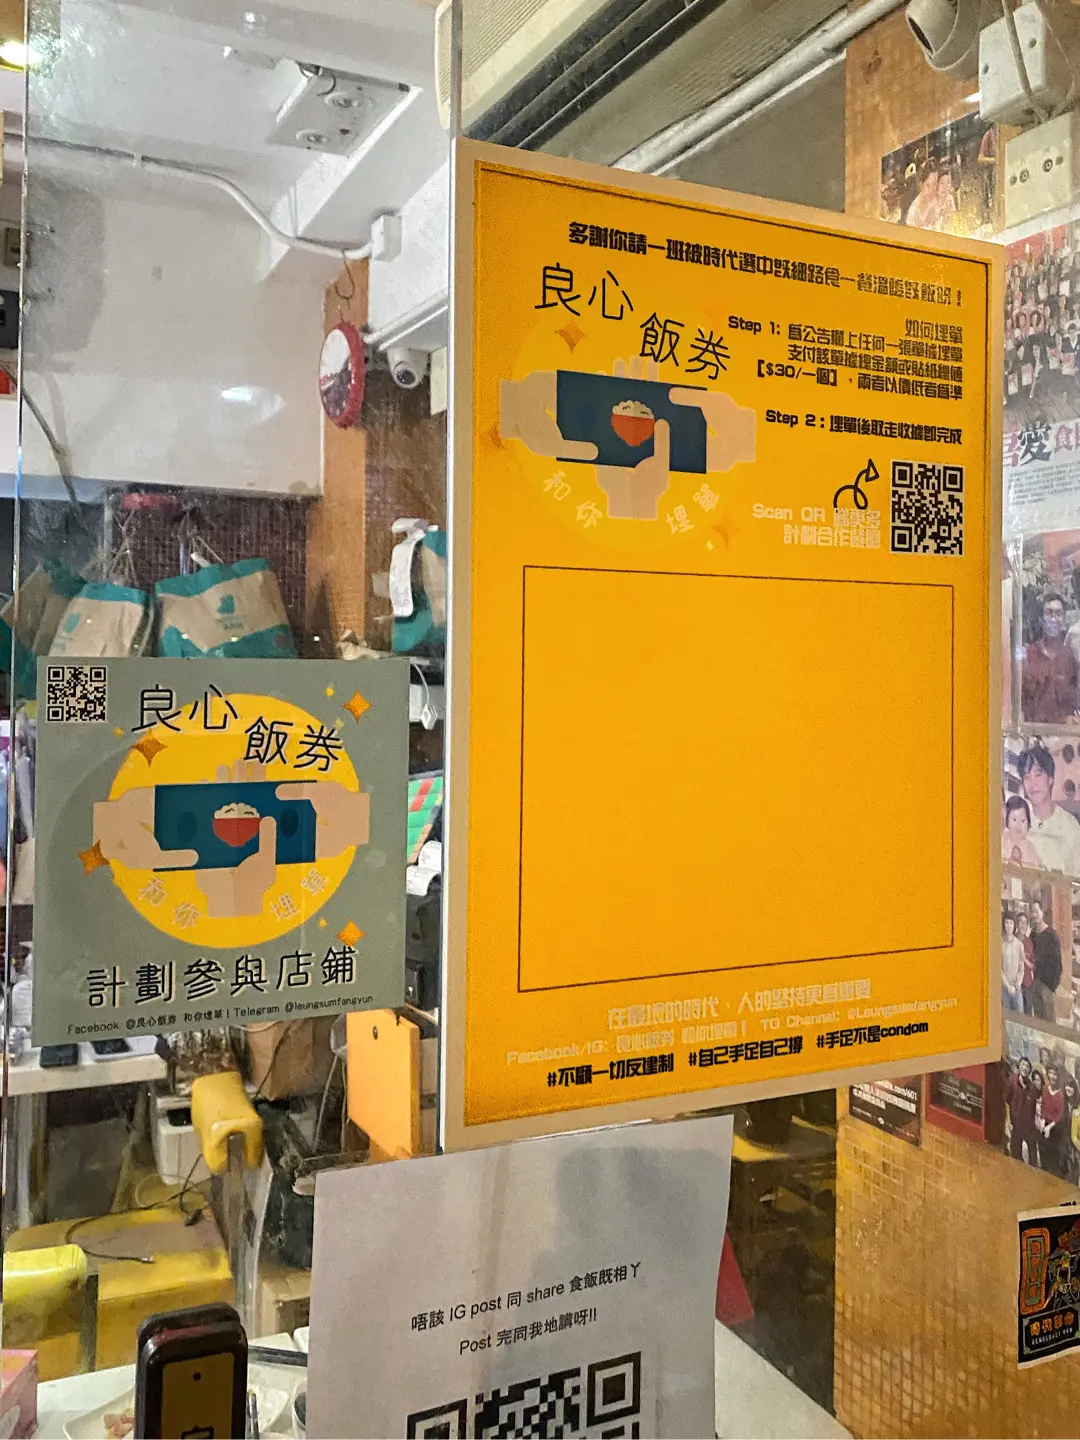 多謝你請一班被時代選中既細路食一餐溫暖既飯呀！
良心
飯券
和你
埋單
如何埋單
Step 1: 為公告欄上任何一張單據埋單
支付該單據總金額或貼紙總値
【$30/一個】，兩者以價低者為準
Step 2：埋單後取走收據即完成
Scan QR 睇更多
計劃合作餐廳
在最壞的時代，人的堅持更為重要
Facebook/IG: 良心飯券 和你埋單！ TG Channel: @Leungsumfangyun
#不願一切反建制 #自己手足自己撐 #手足不是condom
良心
飯券
和你
埋單
計劃參與店鋪
Facebook @良心飯券 和你埋單 | Telegram @leungsumfangyun
唔該 IG post 同 share 食飯既相丫
Post 完同我地講呀!!
愛